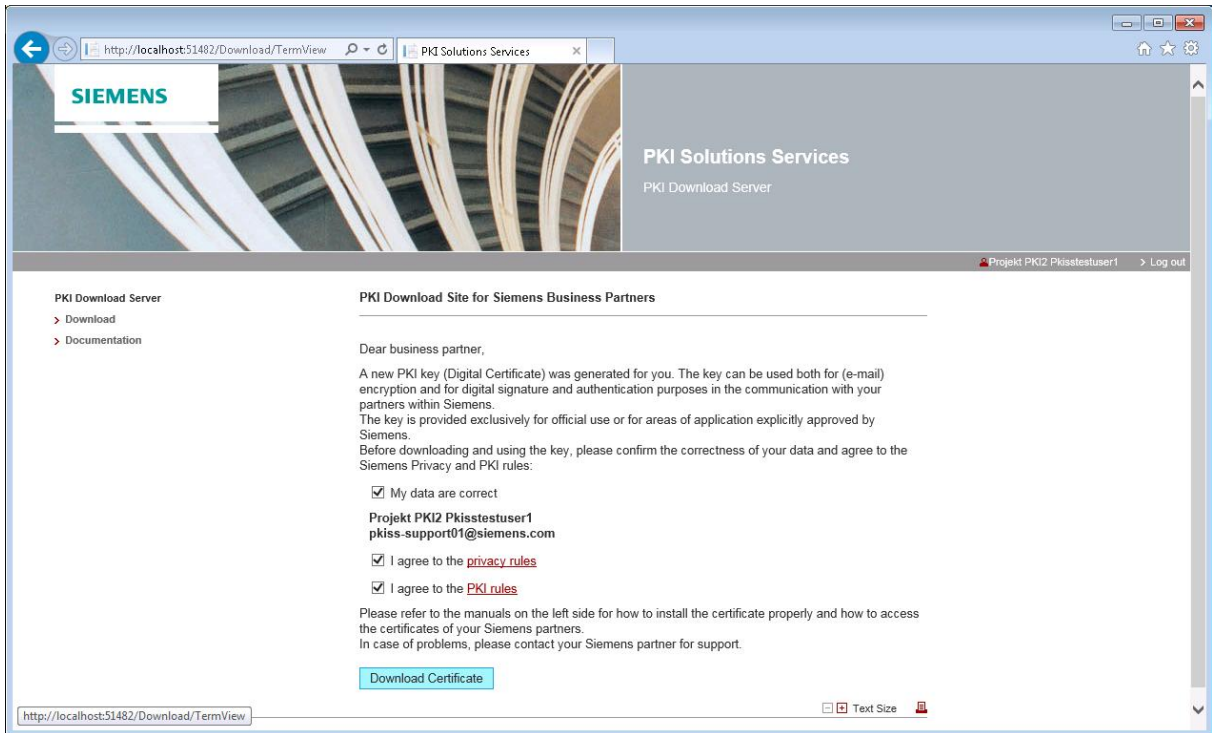 http://localhost:51482/Download/TermView
PKI Solutions Services
SIEMENS
PKI Solutions Services
PKI Download Server
Projekt PKI2 Pkisstestuser1 > Log out
PKI Download Server
> Download
> Documentation
PKI Download Site for Siemens Business Partners
Dear business partner,
A new PKI key (Digital Certificate) was generated for you. The key can be used both for (e-mail)
encryption and for digital signature and authentication purposes in the communication with your
partners within Siemens.
The key is provided exclusively for official use or for areas of application explicitly approved by
Siemens.
Before downloading and using the key, please confirm the correctness of your data and agree to the
Siemens Privacy and PKI rules:
My data are correct
Projekt PKI2 Pkisstestuser1
pkiss-support01@siemens.com
I agree to the privacy rules
I agree to the PKI rules
Please refer to the manuals on the left side for how to install the certificate properly and how to access
the certificates of your Siemens partners.
In case of problems, please contact your Siemens partner for support.
Download Certificate
Text Size
http://localhost:51482/Download/TermView